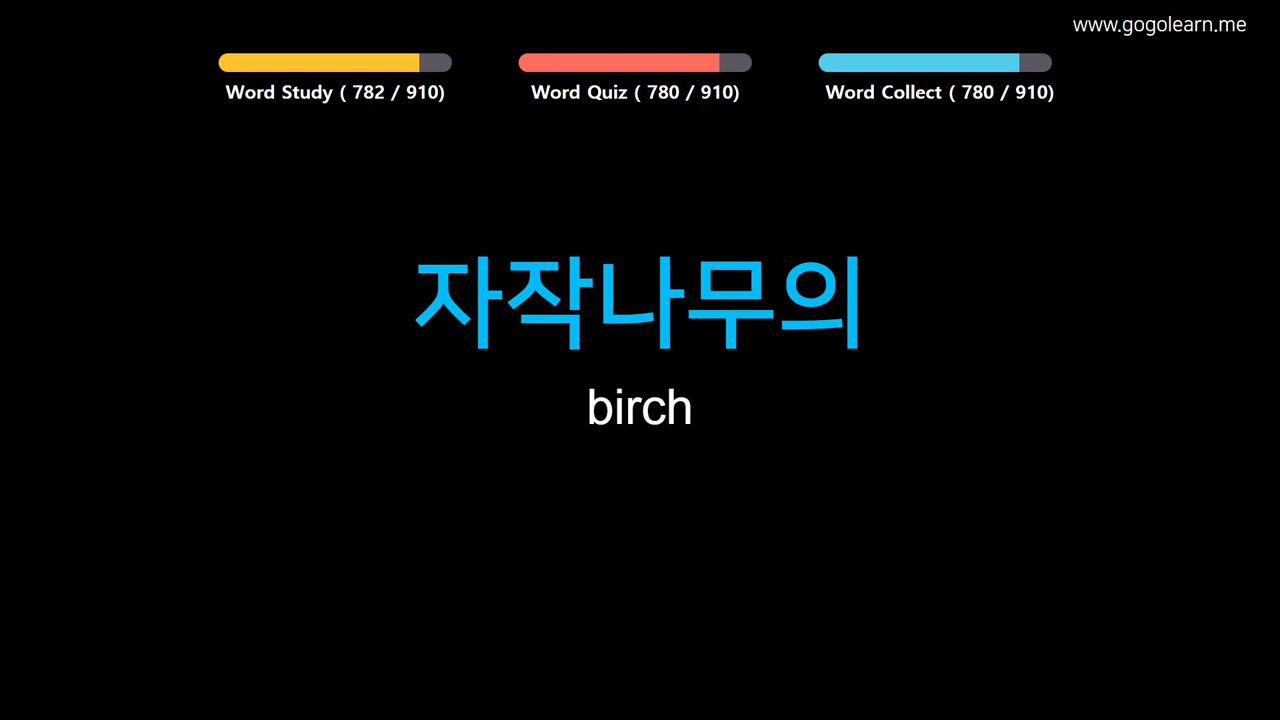 www.gogolearn.me
Word Study ( 782 / 910)
Word Quiz ( 780 / 910)
Word Collect ( 780 / 910)
자작나무의
birch